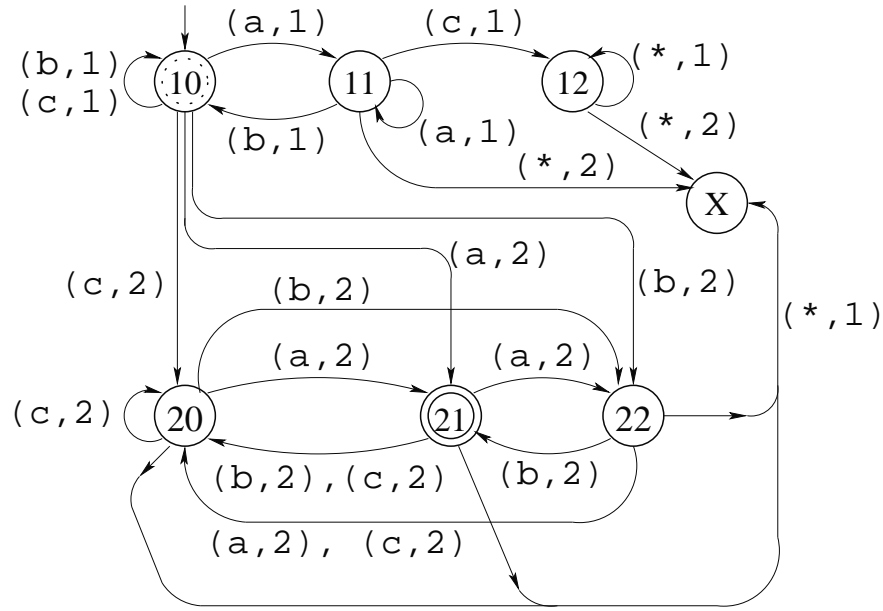 (a,1)
(c,1)
(b,1)
(c,1)
10
11
12
(*,1)
(b,1)
(a,1)
(*,2)
(*,2)
X
(a,2)
(c,2)
(b,2)
(b,2)
(*,1)
(a,2)
(a,2)
(c,2)
20
21
22
(b,2),(c,2)
(b,2)
(a,2), (c,2)